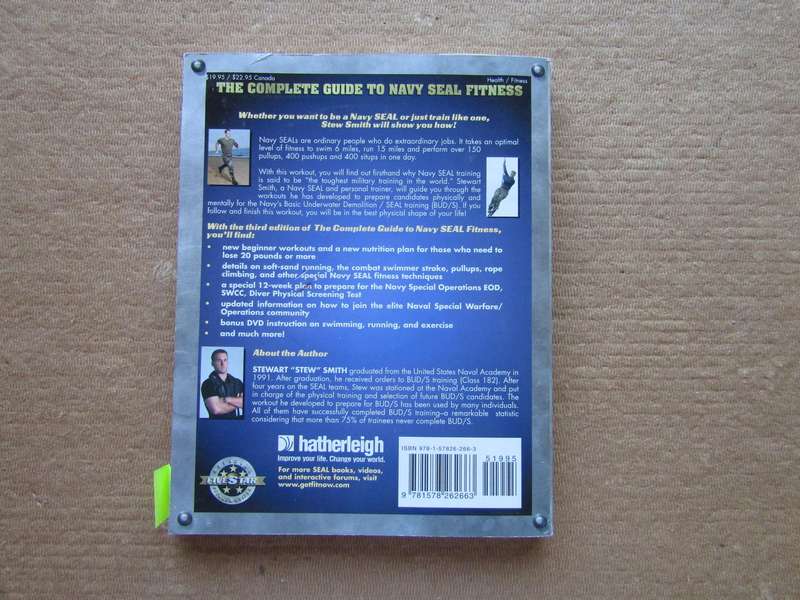 $19.95 / $22.95 Canada
Health / Fitness
THE COMPLETE GUIDE TO NAVY SEAL FITNESS
Whether you want to be a Navy SEAL or just train like one,
Stew Smith will show you how!
Navy SEALs are ordinary people who do extraordinary jobs. It takes an optimal
level of fitness to swim 6 miles, run 15 miles and perform over 150
pullups, 400 pushups and 400 situps in one day.
With this workout, you will find out firsthand why Navy SEAL training
is said to be "the toughest military training in the world." Stewart
Smith, a Navy SEAL and personal trainer, will guide you through the
workouts he has developed to prepare candidates physically and
mentally for the Navy's Basic Underwater Demolition / SEAL training (BUD/S). If you
follow and finish this workout, you will be in the best physical shape of your life!
With the third edition of The Complete Guide to Navy SEAL Fitness,
you'll find:
• new beginner workouts and a new nutrition plan for those who need to
lose 20 pounds or more
• details on soft-sand running, the combat swimmer stroke, pullups, rope
climbing, and other special Navy SEAL fitness techniques
• a special 12-week plan to prepare for the Navy Special Operations EOD,
SWCC, Diver Physical Screening Test
• updated information on how to join the elite Naval Special Warfare/
Operations community
• bonus DVD instruction on swimming, running, and exercise
• and much more!
About the Author
STEWART "STEW" SMITH graduated from the United States Naval Academy in
1991. After graduation, he received orders to BUD/S training (Class 182). After
four years on the SEAL teams, Stew was stationed at the Naval Academy and put
in charge of the physical training and selection of future BUD/S candidates. The
workout he developed to prepare for BUD/S has been used by many individuals.
All of them have successfully completed BUD/S training–a remarkable statistic
considering that more than 75% of trainees never complete BUD/S.
hatherleigh
Improve your life. Change your world.
For more SEAL books, videos,
and interactive forums, visit
www.getfitnow.com
FIVE STAR
ISBN 978-1-57826-266-3
51995
9 781578 262663